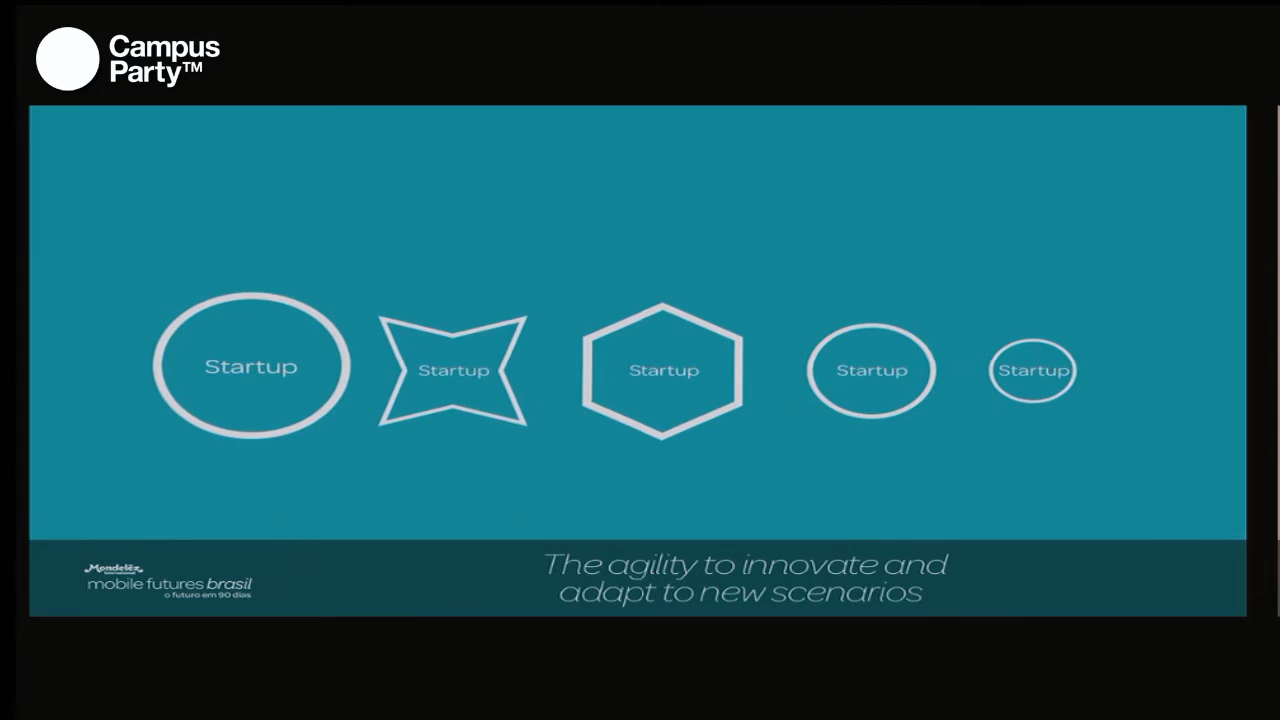 Campus
Party™
Startup
Startup
Startup
Startup
Startup
Mondelēz
International
mobile futures brasil
o futuro em 90 dias
The agility to innovate and
adapt to new scenarios